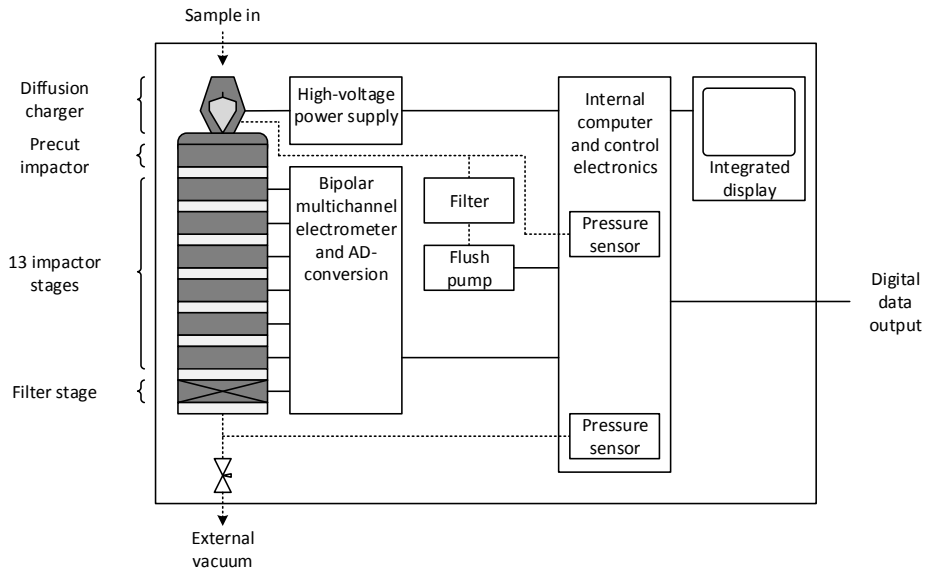 Sample in
Diffusion
charger
High-voltage
power supply
Internal
computer
and control
electronics
Integrated
display
Precut
impactor
Bipolar
multichannel
electrometer
and AD-
conversion
Filter
Pressure
sensor
Flush
pump
13 impactor
stages
Digital
data
output
Filter stage
Pressure
sensor
External
vacuum